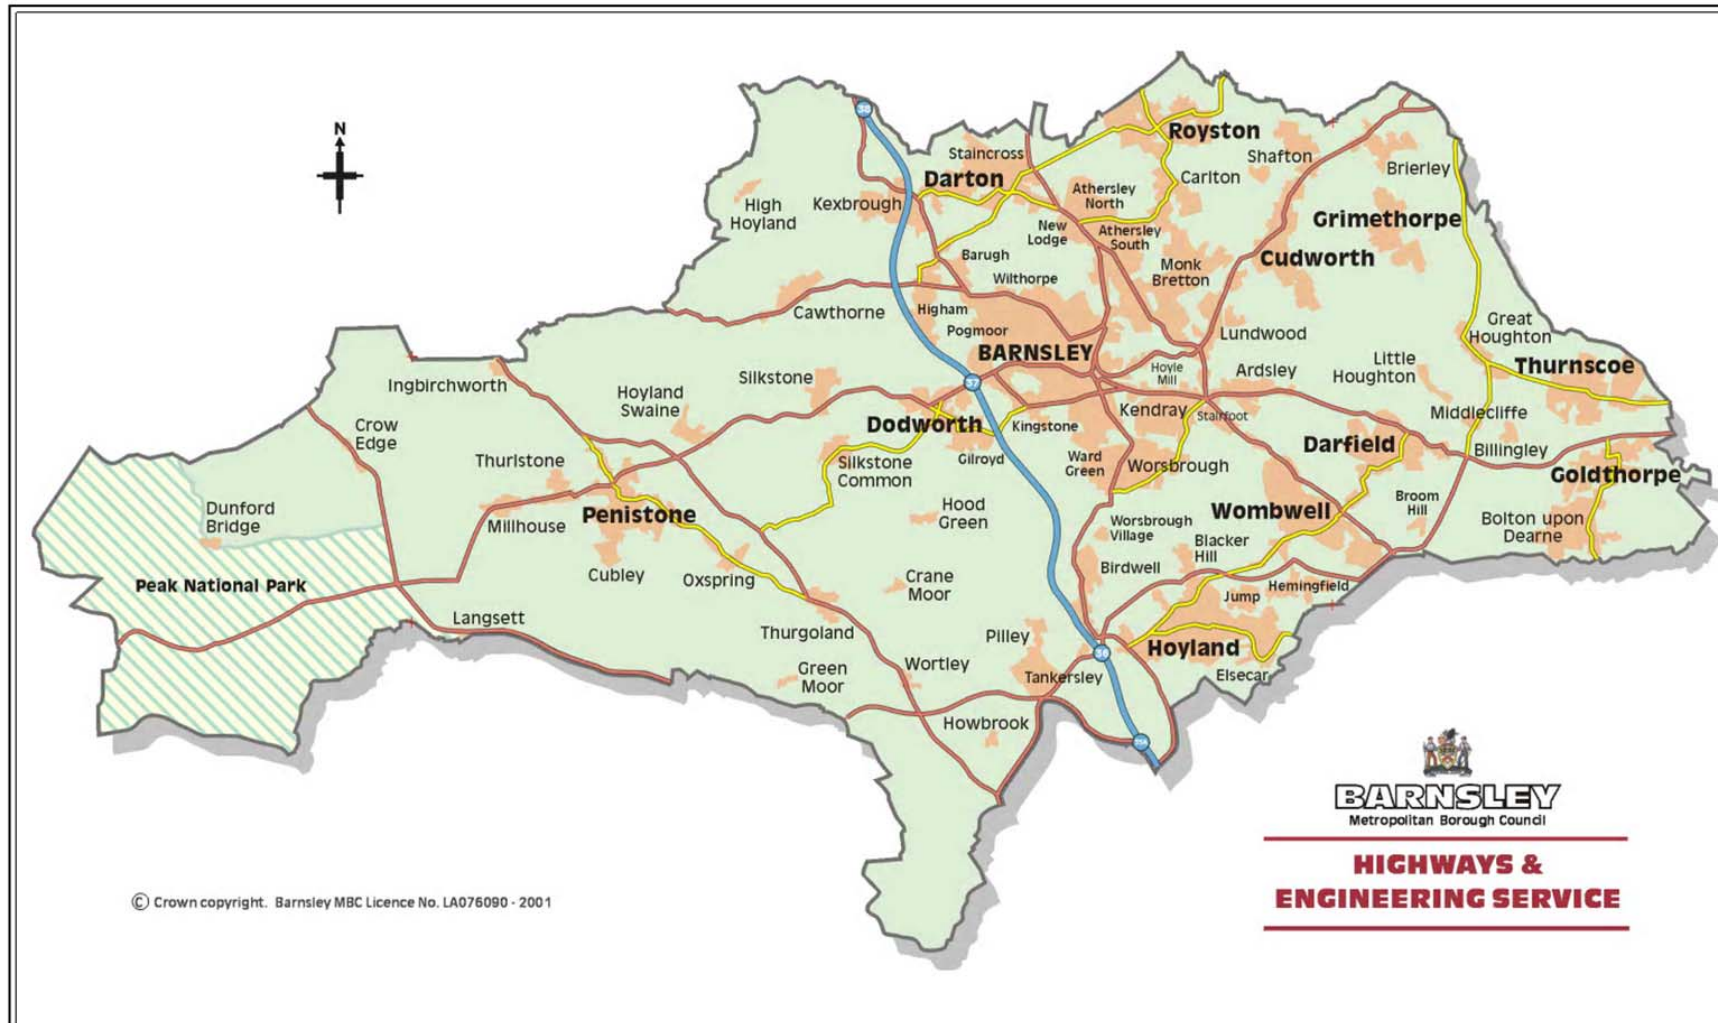 N
38
Royston
Staincross
Shafton
Brierley
Darton
Carlton
Athersley
North
High
Hoyland
Kexbrough
Grimethorpe
New
Lodge
Athersley
South
Barugh
Monk
Bretton
Cudworth
Wilthorpe
Cawthorne
Higham
Pogmoor
Lundwood
Great
Houghton
BARNSLEY
Hoyle
Mill
Ardsley
Little
Houghton
Thurnscoe
Ingbirchworth
Hoyland
Swaine
Silkstone
37
Kendray
Stairfoot
Middlecliffe
Crow
Edge
Dodworth
Kingstone
Darfield
Billingley
Thurlstone
Silkstone
Common
Gilroyd
Ward
Green
Worsbrough
Goldthorpe
Dunford
Bridge
Millhouse
Penistone
Hood
Green
Worsbrough
Village
Wombwell
Broom
Hill
Bolton upon
Dearne
Blacker
Hill
Peak National Park
Cubley
Oxspring
Crane
Moor
Birdwell
Jump
Hemingfield
Langsett
Thurgoland
Pilley
36
Hoyland
Green
Moor
Wortley
Tankersley
Elsecar
Howbrook
35A
BARNSLEY
Metropolitan Borough Council
HIGHWAYS &
ENGINEERING SERVICE
© Crown copyright. Barnsley MBC Licence No. LA076090 - 2001